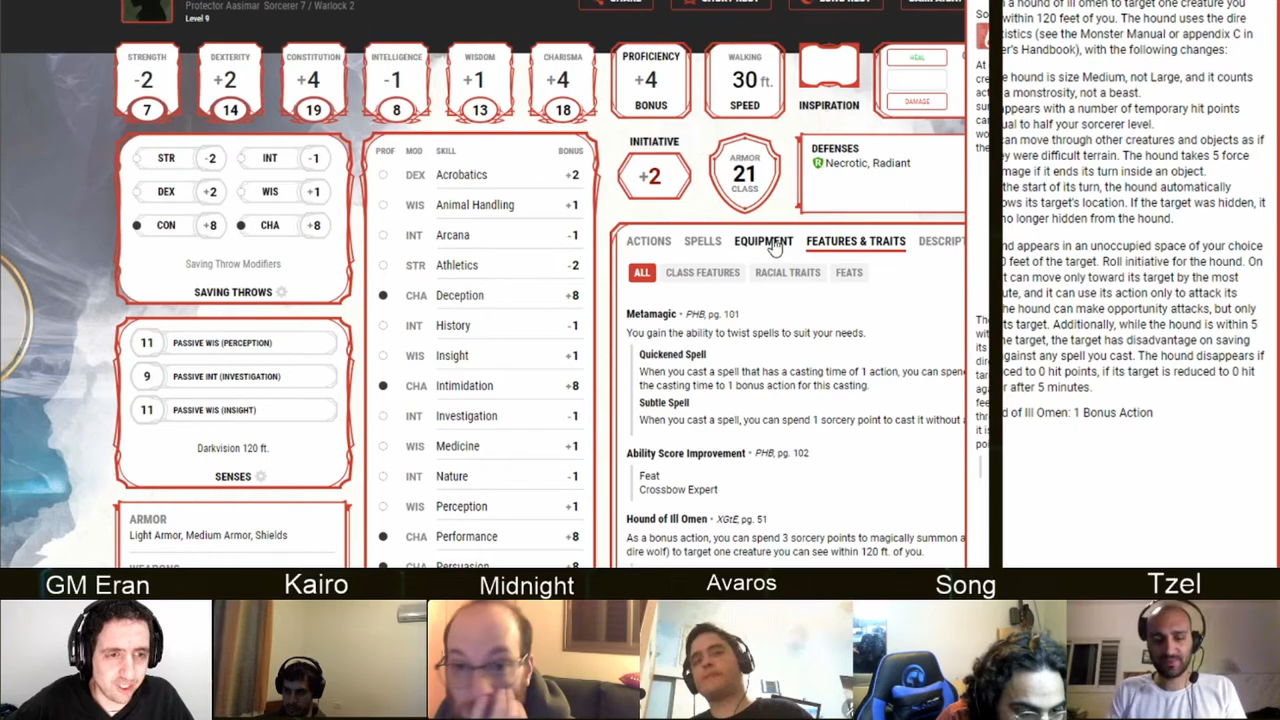 Protector Aasimar Sorcerer 7 / Warlock 2
Level 9
STRENGTH
-2
7
DEXTERITY
+2
14
CONSTITUTION
+4
19
INTELLIGENCE
-1
8
WISDOM
+1
13
CHARISMA
+4
18
PROFICIENCY
+4
BONUS
WALKING
30 ft.
SPEED
INSPIRATION
HEAL
DAMAGE
STR -2 INT -1
DEX +2 WIS +1
CON +8 CHA +8
Saving Throw Modifiers
SAVING THROWS
11 PASSIVE WIS (PERCEPTION)
9 PASSIVE INT (INVESTIGATION)
11 PASSIVE WIS (INSIGHT)
Darkvision 120 ft.
SENSES
ARMOR
Light Armor, Medium Armor, Shields
PROF MOD SKILL BONUS
DEX Acrobatics +2
WIS Animal Handling +1
INT Arcana -1
STR Athletics -2
CHA Deception +8
INT History -1
WIS Insight +1
CHA Intimidation +8
INT Investigation -1
WIS Medicine +1
INT Nature -1
WIS Perception +1
CHA Performance +8
INITIATIVE
+2
ARMOR
21
CLASS
DEFENSES
Necrotic, Radiant
ACTIONS SPELLS EQUIPMENT FEATURES & TRAITS DESCRIPT
ALL CLASS FEATURES RACIAL TRAITS FEATS
Metamagic • PHB, pg. 101
You gain the ability to twist spells to suit your needs.
Quickened Spell
When you cast a spell that has a casting time of 1 action, you can spen
the casting time to 1 bonus action for this casting.
Subtle Spell
When you cast a spell, you can spend 1 sorcery point to cast it without a
Ability Score Improvement • PHB, pg. 102
Feat
Crossbow Expert
Hound of Ill Omen • XGtE, pg. 51
As a bonus action, you can spend 3 sorcery points to magically summon a
dire wolf) to target one creature you can see within 120 ft. of you.
a hound of ill omen to target one creature you
within 120 feet of you. The hound uses the dire
tistics (see the Monster Manual or appendix C in
er's Handbook), with the following changes:
e hound is size Medium, not Large, and it counts
a monstrosity, not a beast.
appears with a number of temporary hit points
ual to half your sorcerer level.
can move through other creatures and objects as if
y were difficult terrain. The hound takes 5 force
mage if it ends its turn inside an object.
the start of its turn, the hound automatically
ows its target's location. If the target was hidden, it
no longer hidden from the hound.
nd appears in an unoccupied space of your choice
0 feet of the target. Roll initiative for the hound. On
t can move only toward its target by the most
ute, and it can use its action only to attack its
he hound can make opportunity attacks, but only
ts target. Additionally, while the hound is within 5
he target, the target has disadvantage on saving
against any spell you cast. The hound disappears if
uced to 0 hit points, if its target is reduced to 0 hit
r after 5 minutes.
d of Ill Omen: 1 Bonus Action
GM Eran
Kairo
Midnight
Avaros
Song
Tzel